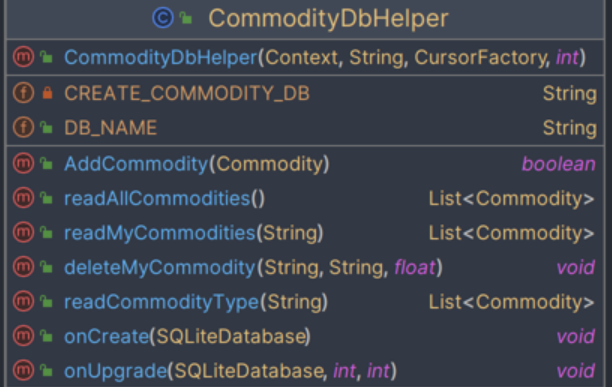 CommodityDbHelper
CommodityDbHelper(Context, String, CursorFactory, int)
CREATE_COMMODITY_DB String
DB_NAME String
AddCommodity(Commodity) boolean
readAllCommodities() List<Commodity>
readMyCommodities(String) List<Commodity>
deleteMyCommodity(String, String, float) void
readCommodityType(String) List<Commodity>
onCreate(SQLiteDatabase) void
onUpgrade(SQLiteDatabase, int, int) void